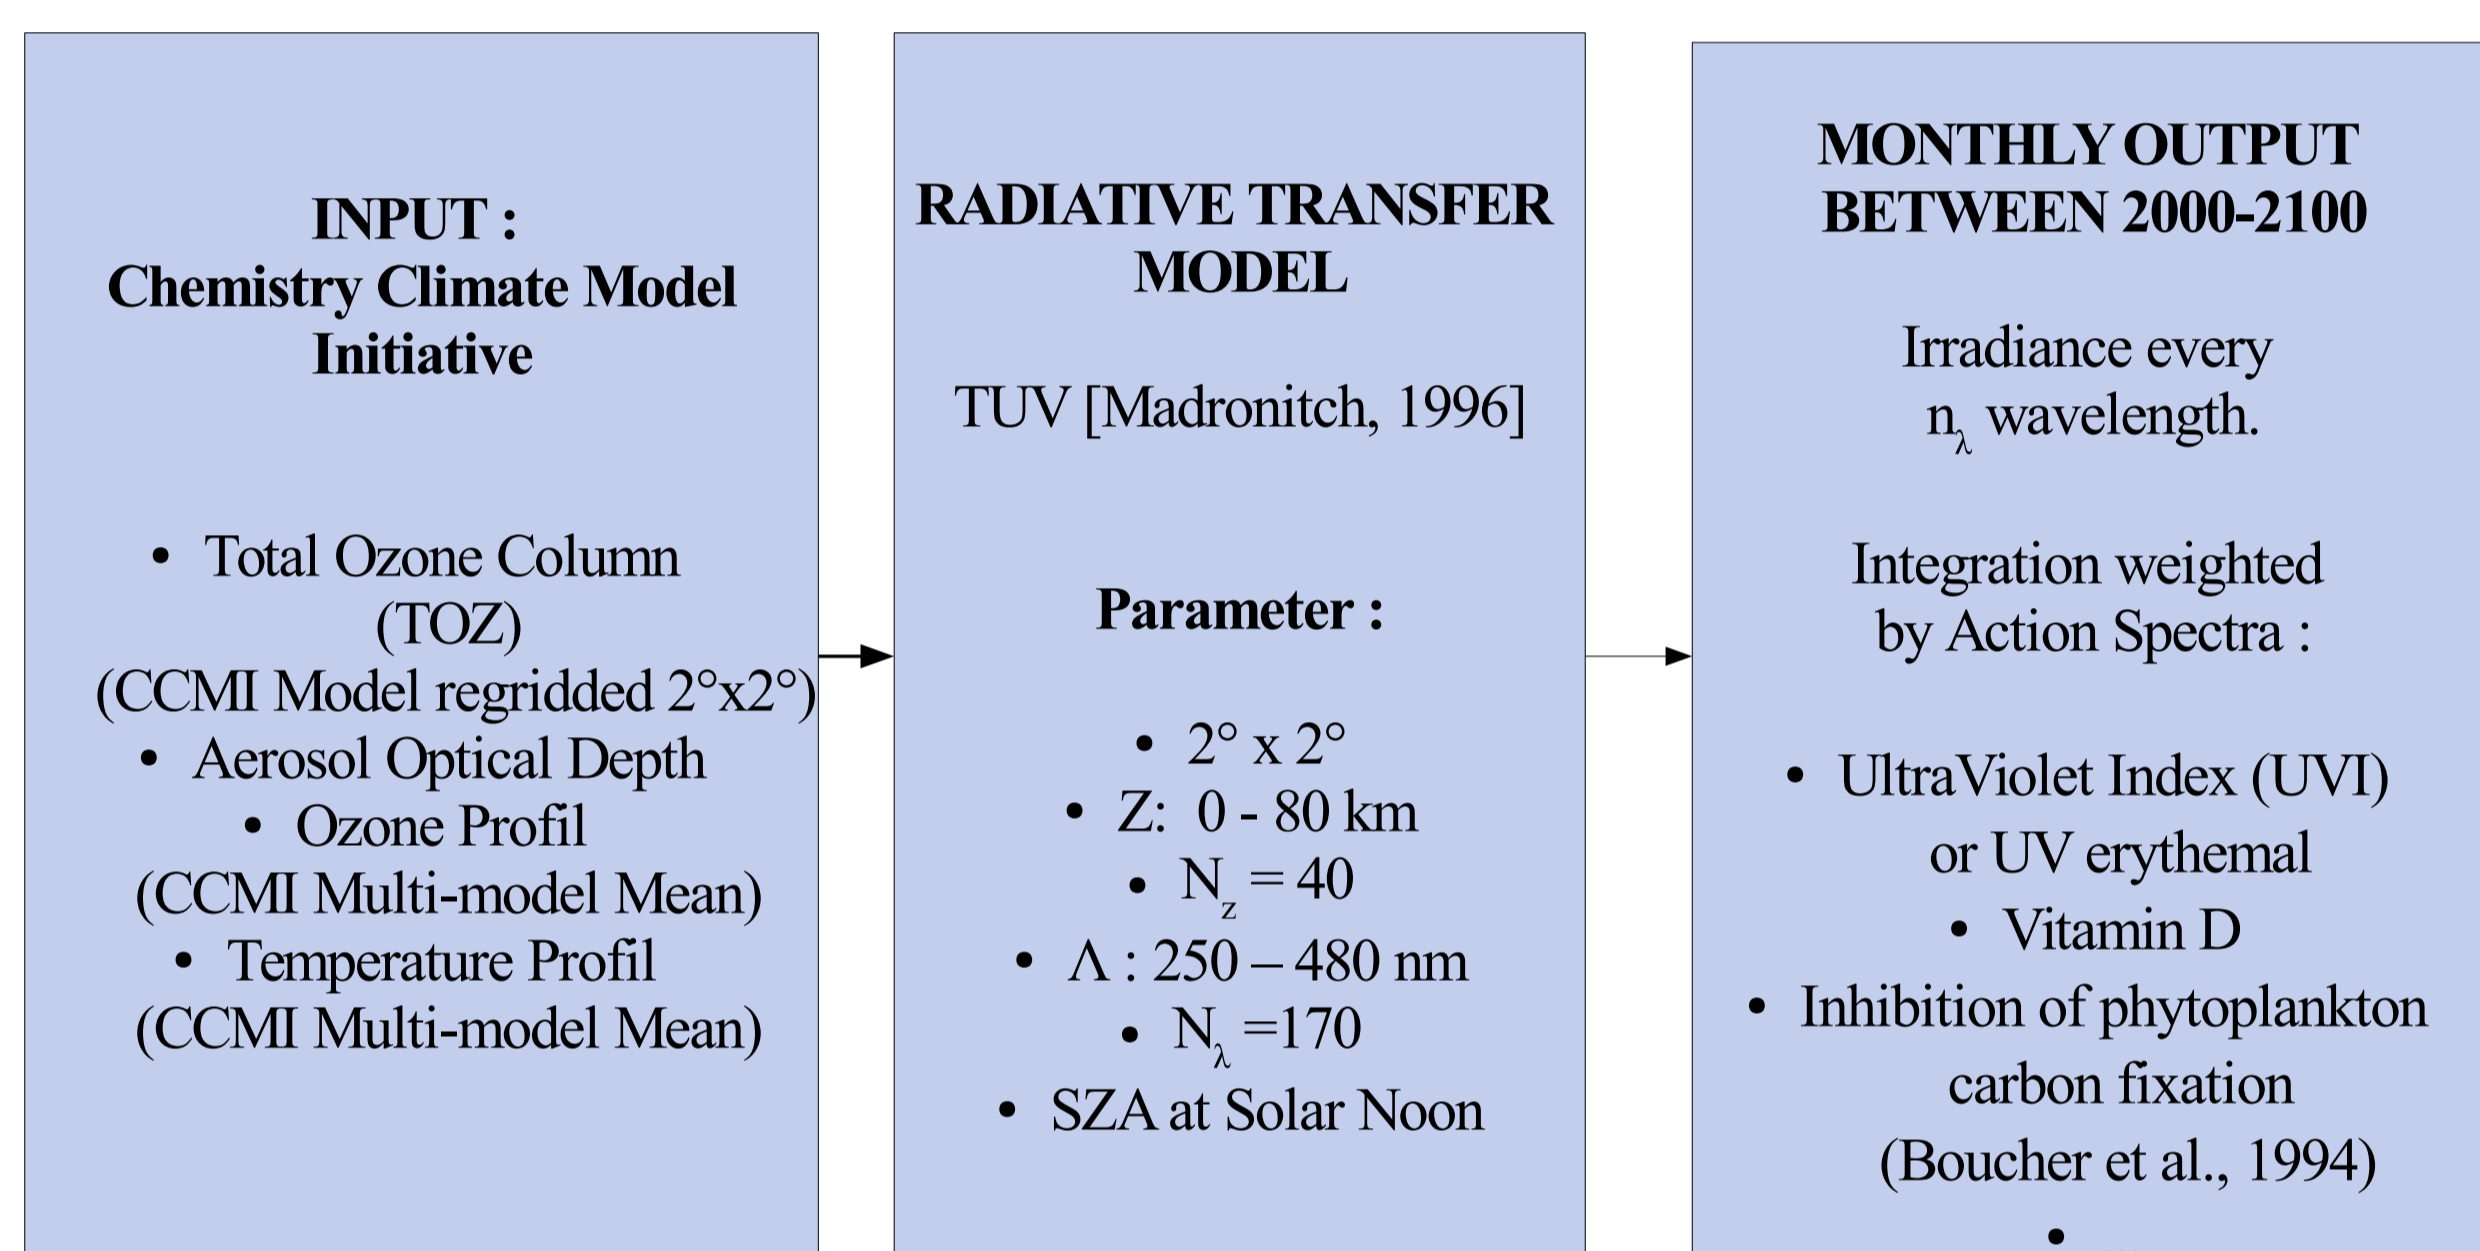 INPUT :
Chemistry Climate Model
Initiative
• Total Ozone Column
(TOZ)
(CCMI Model regridded 2°x2°)
• Aerosol Optical Depth
• Ozone Profil
(CCMI Multi-model Mean)
• Temperature Profil
(CCMI Multi-model Mean)
RADIATIVE TRANSFER
MODEL
TUV [Madronitch, 1996]
Parameter :
• 2° x 2°
• Z: 0 - 80 km
• Nz = 40
• Λ : 250 – 480 nm
• Nλ =170
• SZA at Solar Noon
MONTHLY OUTPUT
BETWEEN 2000-2100
Irradiance every
nλ wavelength.
Integration weighted
by Action Spectra :
• UltraViolet Index (UVI)
or UV erythemal
• Vitamin D
• Inhibition of phytoplankton
carbon fixation
(Boucher et al., 1994)
•